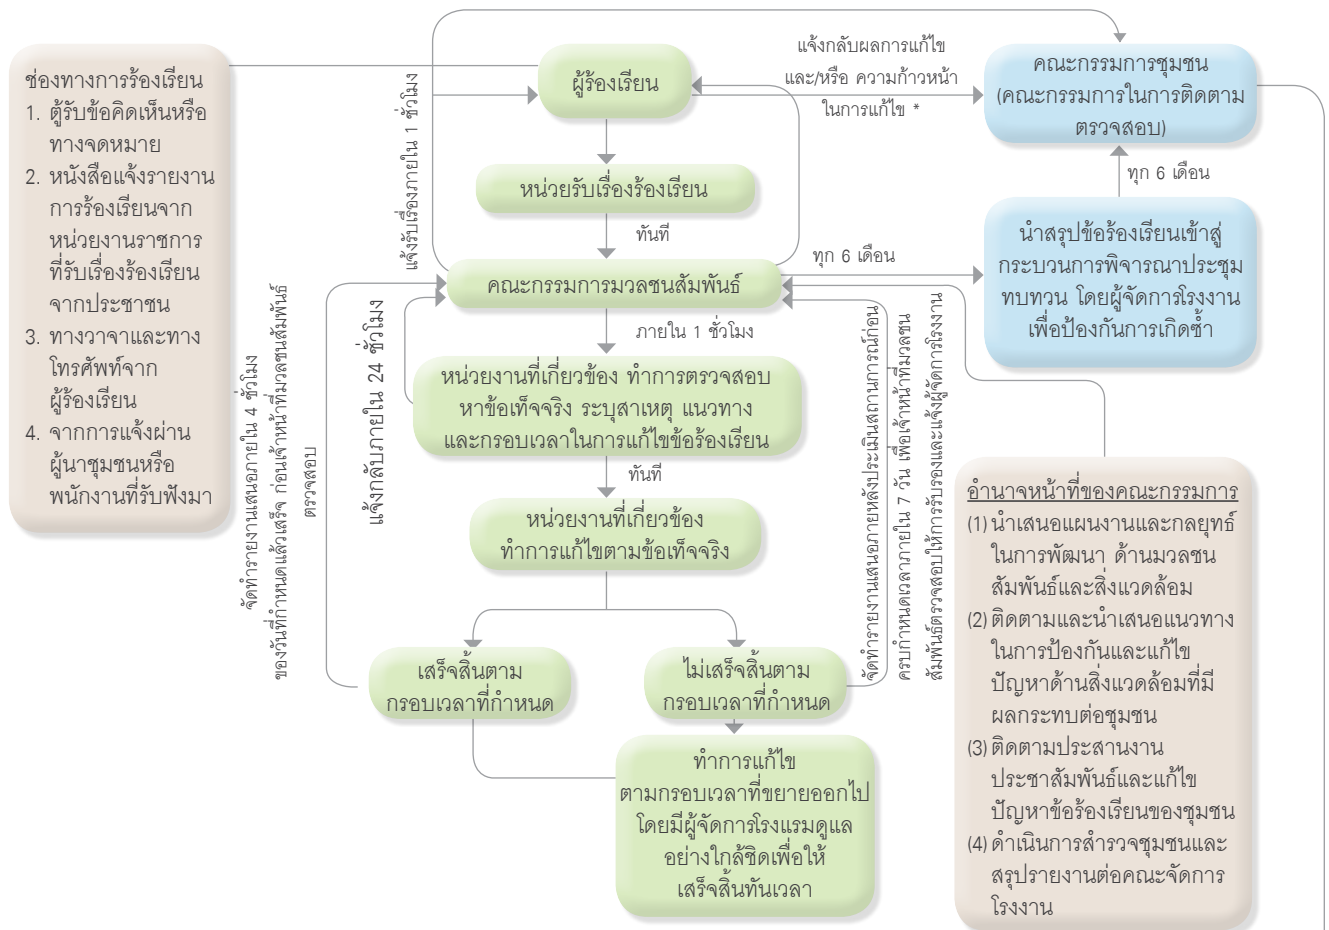 ช่องทางการร้องเรียน
1. ตู้รับข้อคิดเห็นหรือ
ทางจดหมาย
2. หนังสือแจ้งรายงาน
การร้องเรียนจาก
หน่วยงานราชการ
ที่รับเรื่องร้องเรียน
จากประชาชน
3. ทางวาจาและทาง
โทรศัพท์จาก
ผู้ร้องเรียน
4. จากการแจ้งผ่าน
ผู้นาชุมชนหรือ
พนักงานที่รับฟังมา
ผู้ร้องเรียน
แจ้งกลับผลการแก้ไข
และ/หรือ ความก้าวหน้า
ในการแก้ไข *
คณะกรรมการชุมชน
(คณะกรรมการในการติดตาม
ตรวจสอบ)
แจ้งรับเรื่องภายใน 1 ชั่วโมง
หน่วยรับเรื่องร้องเรียน
ทันที
ทุก 6 เดือน
คณะกรรมการมวลชนสัมพันธ์
ทุก 6 เดือน
นำสรุปข้อร้องเรียนเข้าสู่
กระบวนการพิจารณาประชุม
ทบทวน โดยผู้จัดการโรงงาน
เพื่อป้องกันการเกิดซ้ำ
ภายใน 1 ชั่วโมง
หน่วยงานที่เกี่ยวข้อง ทำการตรวจสอบ
หาข้อเท็จจริง ระบุสาเหตุ แนวทาง
และกรอบเวลาในการแก้ไขข้อร้องเรียน
แจ้งกลับภายใน 24 ชั่วโมง
ทันที
หน่วยงานที่เกี่ยวข้อง
ทำการแก้ไขตามข้อเท็จจริง
จัดทำรายงานเสนอภายใน 4 ชั่วโมง
ของวันที่กำหนดแล้วเสร็จ ก่อนเจ้าหน้าที่มวลชนสัมพันธ์
ตรวจสอบ
จัดทำรายงานเสนอภายหลังประเมินสถานการณ์ก่อน
ครบกำหนดเวลาภายใน 7 วัน เพื่อเจ้าหน้าที่มวลชน
สัมพันธ์ตรวจสอบให้การรับรองและแจ้งผู้จัดการโรงงาน
เสร็จสิ้นตาม
กรอบเวลาที่กำหนด
ไม่เสร็จสิ้นตาม
กรอบเวลาที่กำหนด
ทำการแก้ไข
ตามกรอบเวลาที่ขยายออกไป
โดยมีผู้จัดการโรงแรมดูแล
อย่างใกล้ชิดเพื่อให้
เสร็จสิ้นทันเวลา
อำนาจหน้าที่ของคณะกรรมการ
(1) นำเสนอแผนงานและกลยุทธ์
ในการพัฒนา ด้านมวลชน
สัมพันธ์และสิ่งแวดล้อม
(2) ติดตามและนำเสนอแนวทาง
ในการป้องกันและแก้ไข
ปัญหาด้านสิ่งแวดล้อมที่มี
ผลกระทบต่อชุมชน
(3) ติดตามประสานงาน
ประชาสัมพันธ์และแก้ไข
ปัญหาข้อร้องเรียนของชุมชน
(4) ดำเนินการสำรวจชุมชนและ
สรุปรายงานต่อคณะจัดการ
โรงงาน